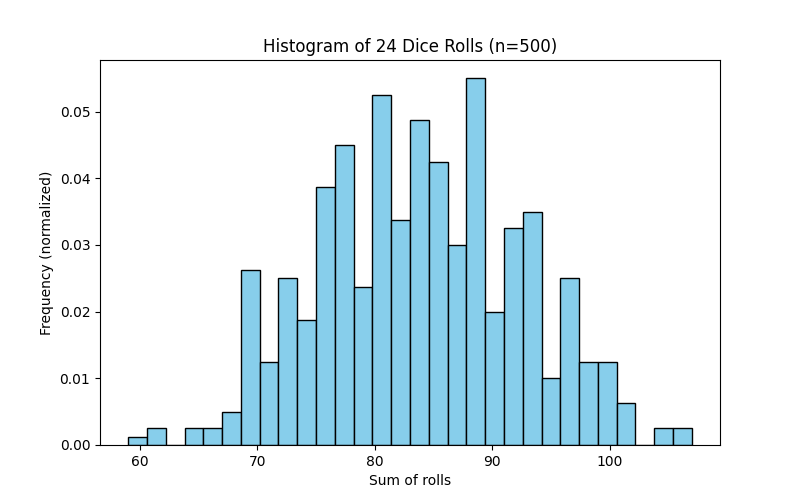 Histogram of 24 Dice Rolls (n=500)
Frequency (normalized)
0.05
0.04
0.03
0.02
0.01
0.00
60 70 80 90 100
Sum of rolls